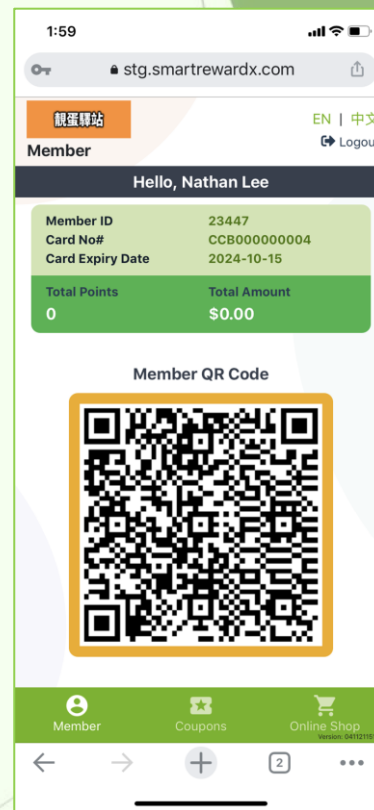 1:59
stg.smartrewardx.com
靚蛋驛站
EN | 中文
Member
Logou
Hello, Nathan Lee
Member ID 23447
Card No# CCB000000004
Card Expiry Date 2024-10-15
Total Points Total Amount
0 $0.00
Member QR Code
Member Coupons Online Shop
2